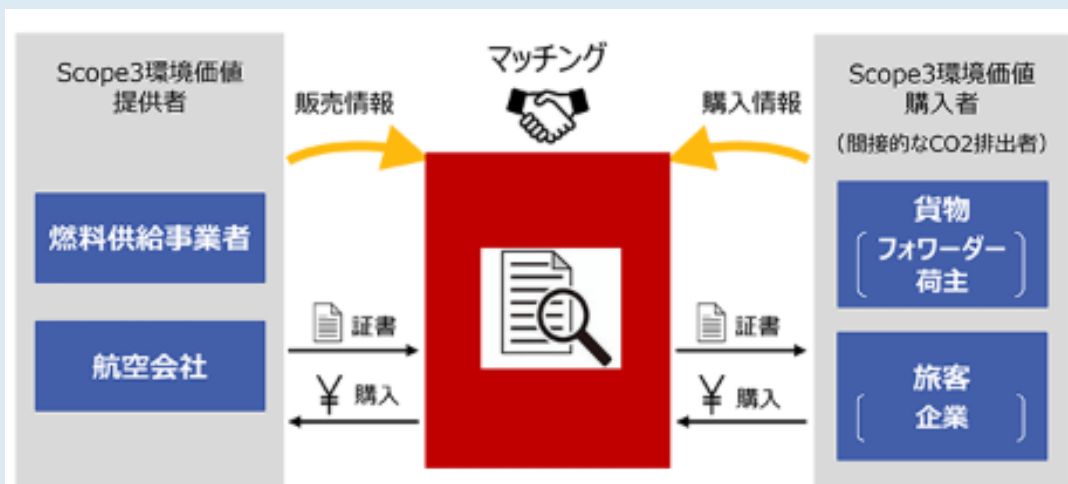 Scope3環境価値
提供者
燃料供給事業者
航空会社
販売情報
マッチング
購入情報
証書
¥ 購入
証書
¥ 購入
Scope3環境価値
購入者
（間接的なCO2排出者）
貨物
フォワーダー
荷主
旅客
企業